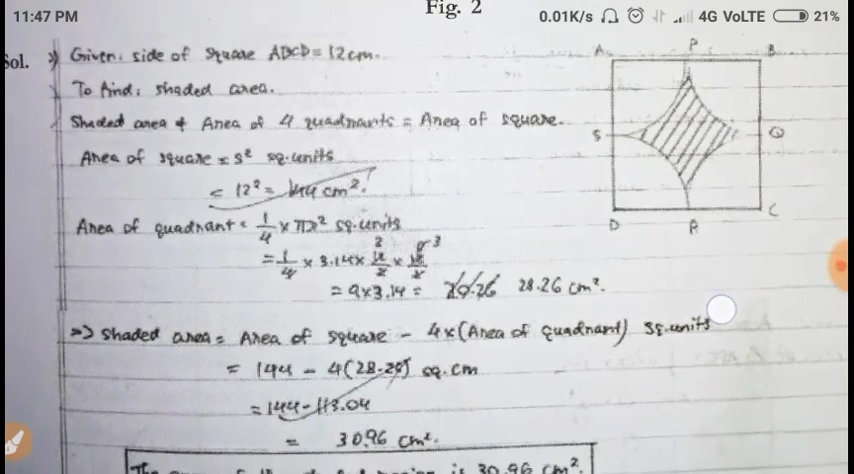 11:47 PM
Fig. 2
0.01K/s 4G VoLTE 21%
Sol. Given: side of square ABCD = 12cm.
To find: shaded area.
Shaded area + Area of 4 quadrants = Area of square.
Area of square = s² sq.units
= 12² = 144 cm².
Area of quadrant = 1/4 × πr² sq.units
= 1/4 × 3.14 × 12/2 × 12/2
2 3
= 9×3.14 = 28.26 cm².
=> Shaded area = Area of square - 4×(Area of quadrant) sq.units
= 144 - 4(28.26) sq.cm
= 144-113.04
= 30.96 cm².
is 30.96 cm².
A P B
S Q
D R C